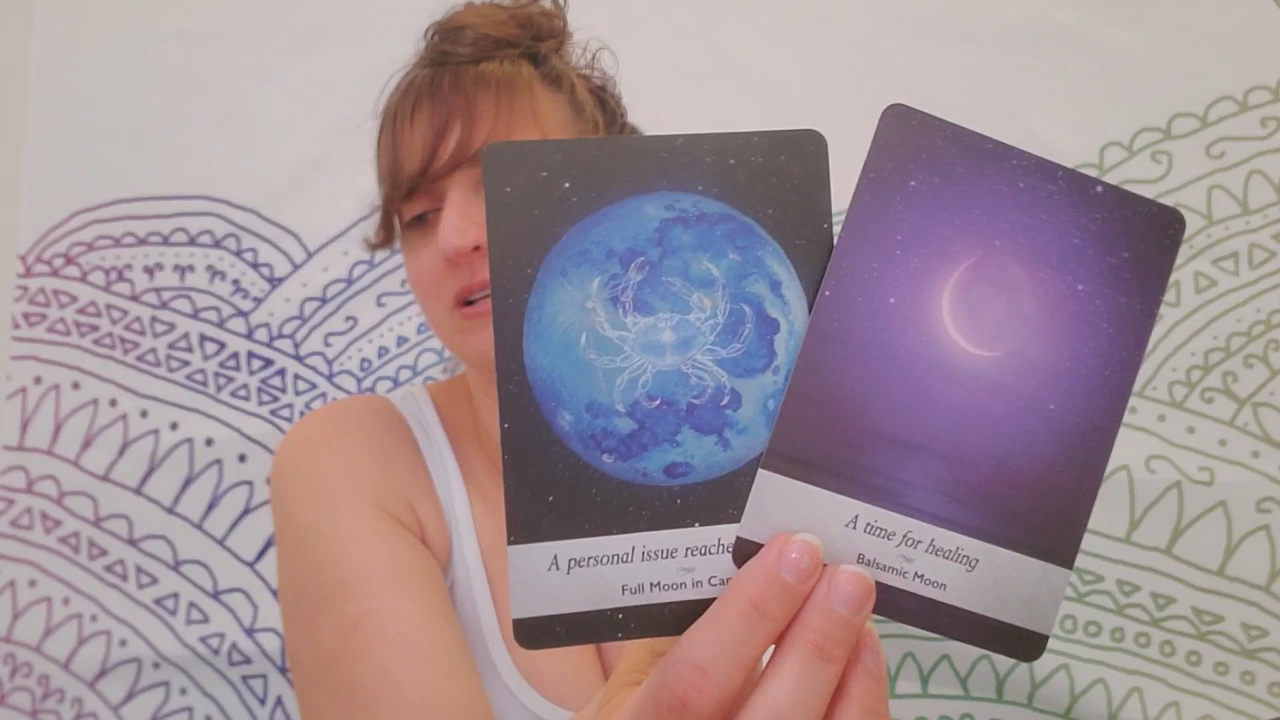 A personal issue reache
Full Moon in Can
A time for healing
Balsamic Moon